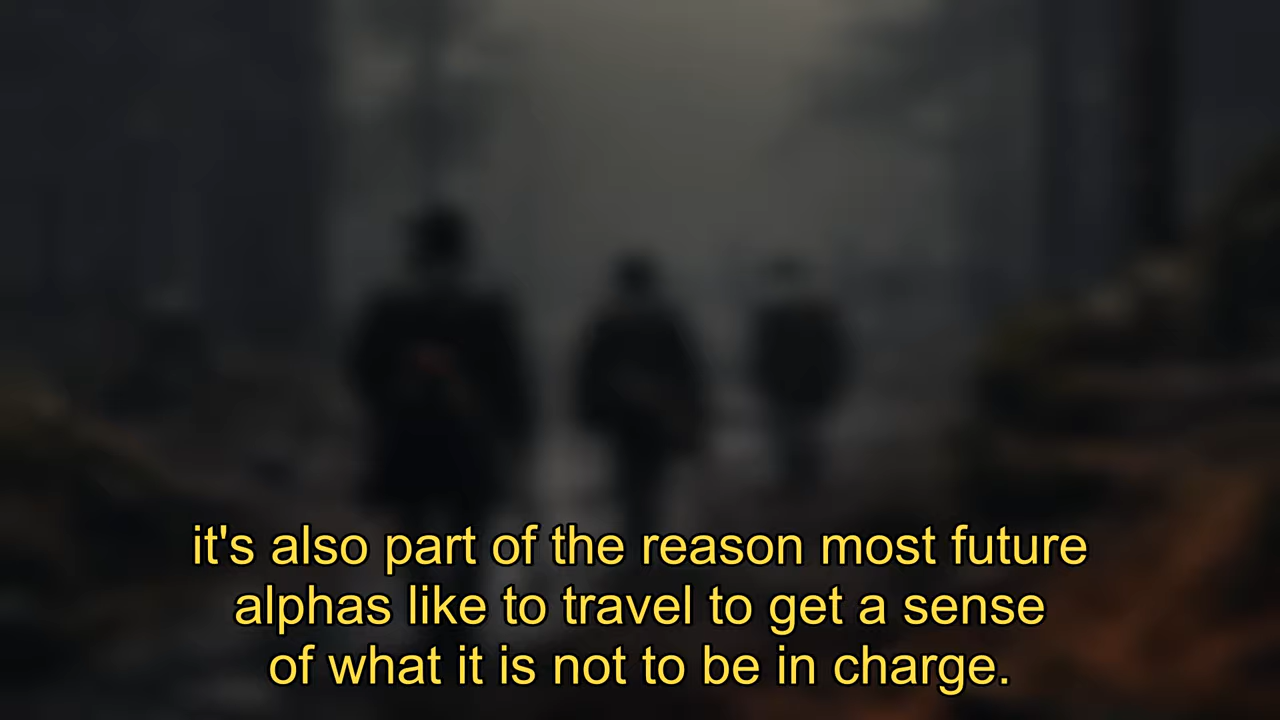 it's also part of the reason most future
alphas like to travel to get a sense
of what it is not to be in charge.